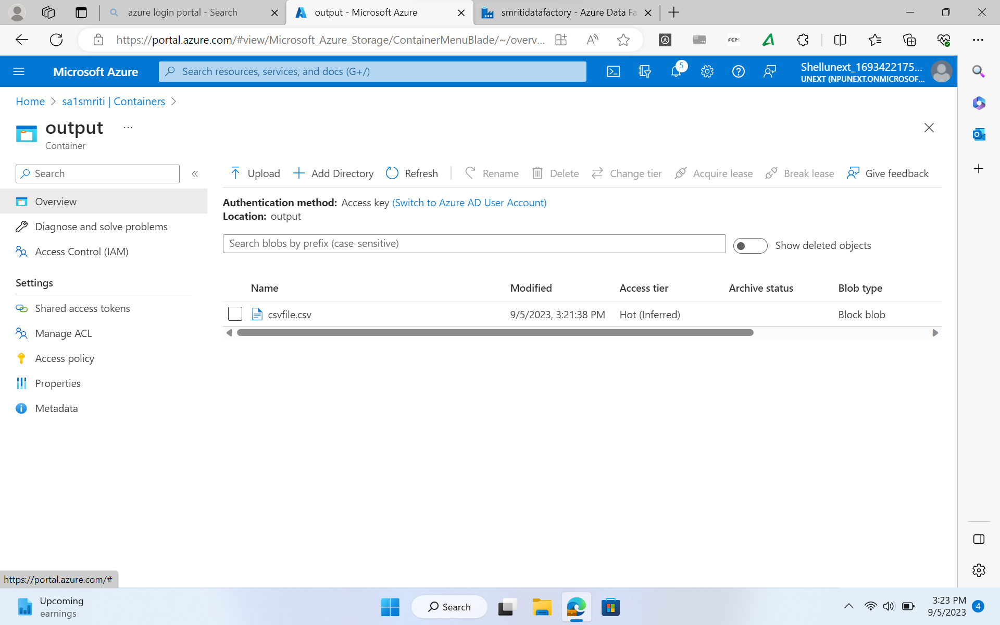 azure login portal - Search
output - Microsoft Azure
smritidatafactory - Azure Data Fa
https://portal.azure.com/#view/Microsoft_Azure_Storage/ContainerMenuBlade/~/overv...
FCM
Microsoft Azure
Search resources, services, and docs (G+/)
5
Shellunext_1693422175...
UNEXT (NPUNEXT.ONMICROSOF...
Home > sa1smriti | Containers >
output ...
Container
Search
Upload
Add Directory
Refresh
Rename
Delete
Change tier
Acquire lease
Break lease
Give feedback
Overview
Diagnose and solve problems
Access Control (IAM)
Settings
Shared access tokens
Manage ACL
Access policy
Properties
Metadata
Authentication method: Access key (Switch to Azure AD User Account)
Location: output
Search blobs by prefix (case-sensitive)
Show deleted objects
Name Modified Access tier Archive status Blob type
csvfile.csv 9/5/2023, 3:21:38 PM Hot (Inferred) Block blob
https://portal.azure.com/#
Upcoming
earnings
Search
3:23 PM
9/5/2023
4